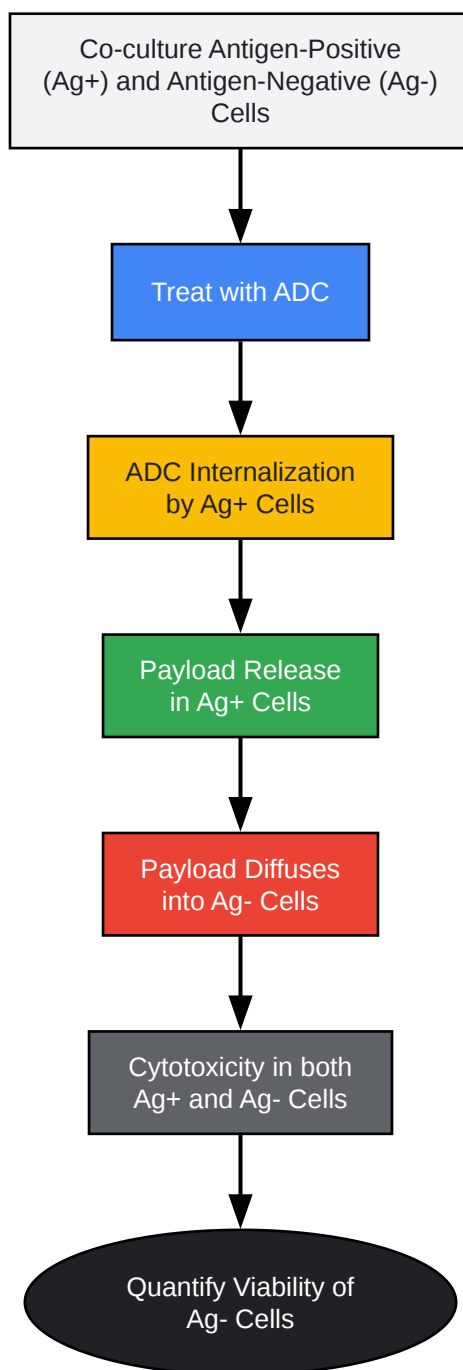 Co-culture Antigen-Positive
(Ag+) and Antigen-Negative (Ag-)
Cells
Treat with ADC
ADC Internalization
by Ag+ Cells
Payload Release
in Ag+ Cells
Payload Diffuses
into Ag- Cells
Cytotoxicity in both
Ag+ and Ag- Cells
Quantify Viability of
Ag- Cells